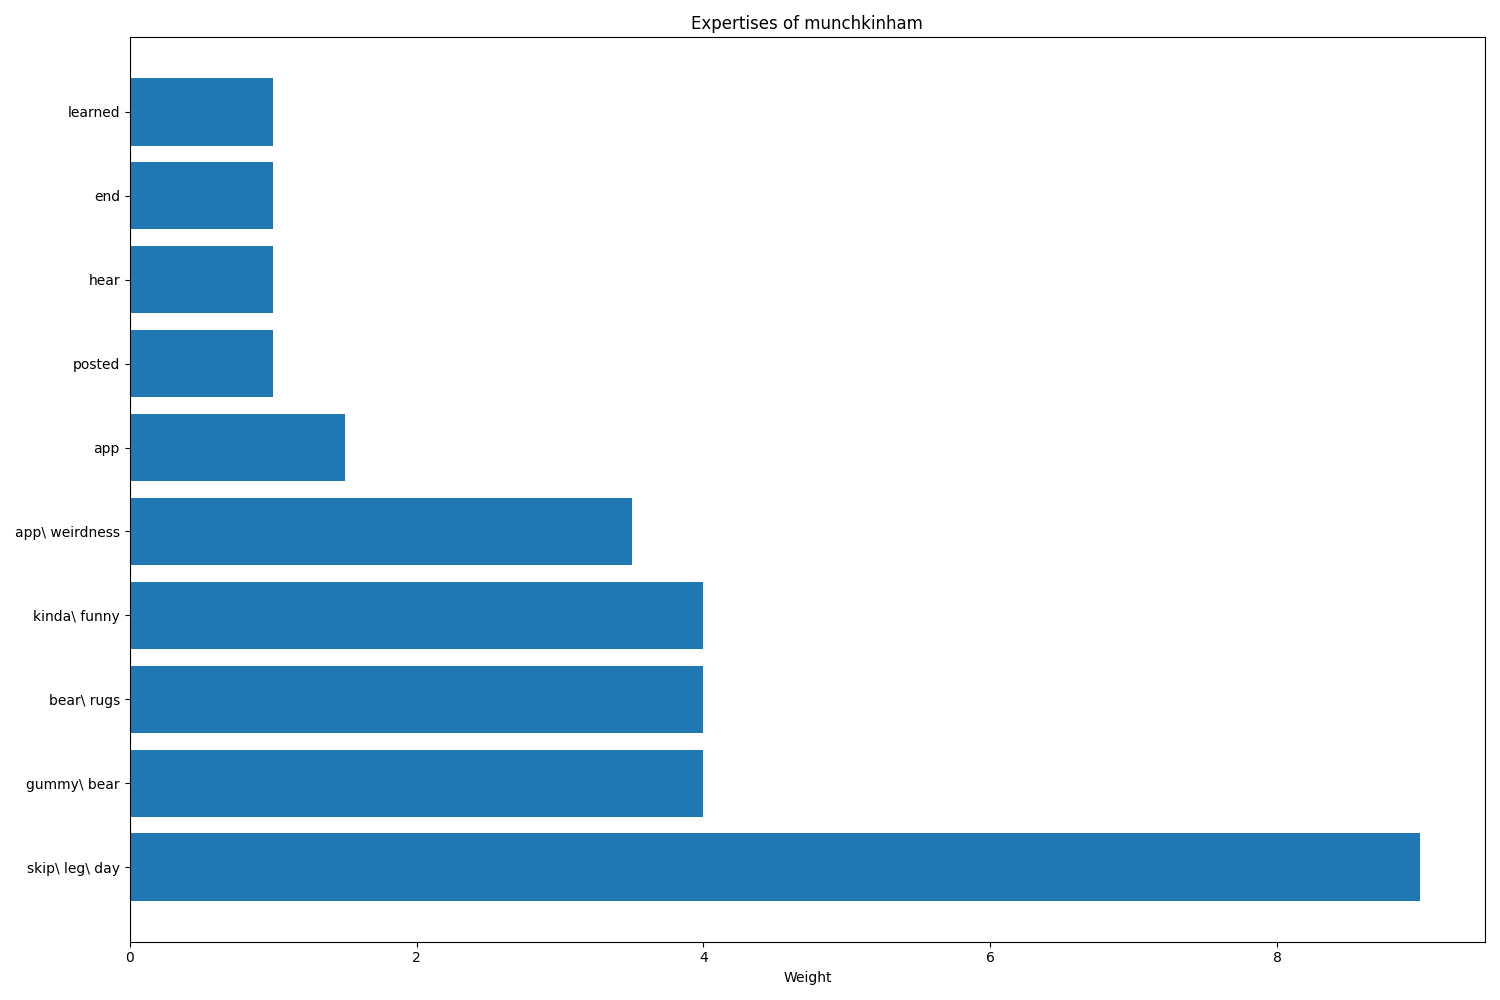 Expertises of munchkinham
learned
end
hear
posted
app
app\ weirdness
kinda\ funny
bear\ rugs
gummy\ bear
skip\ leg\ day
0 2 4 6 8
Weight